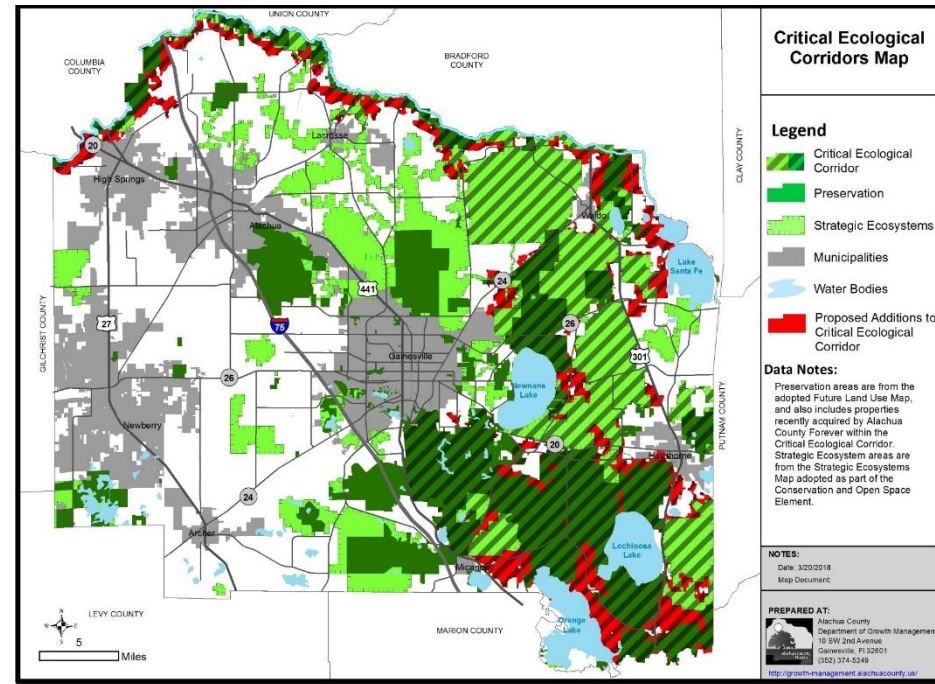 UNION COUNTY
BRADFORD
COUNTY
COLUMBIA
COUNTY
CLAY COUNTY
GILCHRIST COUNTY
PUTNAM COUNTY
LEVY COUNTY
MARION COUNTY
20
High Springs
Lacrosse
Alachua
Waldo
Lake
Santa Fe
441
24
27
75
26
301
Gainesville
Newnans
Lake
26
Newberry
20
Hawthorne
24
Archer
Lochloosa
Lake
Micanopy
Orange
Lake
N
W
E
S
5
Miles
Critical Ecological
Corridors Map
Legend
Critical Ecological
Corridor
Preservation
Strategic Ecosystems
Municipalities
Water Bodies
Proposed Additions to
Critical Ecological
Corridor
Data Notes:
Preservation areas are from the
adopted Future Land Use Map,
and also includes properties
recently acquired by Alachua
County Forever within the
Critical Ecological Corridor.
Strategic Ecosystem areas are
from the Strategic Ecosystems
Map adopted as part of the
Conservation and Open Space
Element.
NOTES:
Date: 3/20/2018
Map Document:
PREPARED AT:
Alachua County
Department of Growth Management
10 SW 2nd Avenue
Gainesville, Fl 32601
(352) 374-5249
http://growth-management.alachuacounty.us/